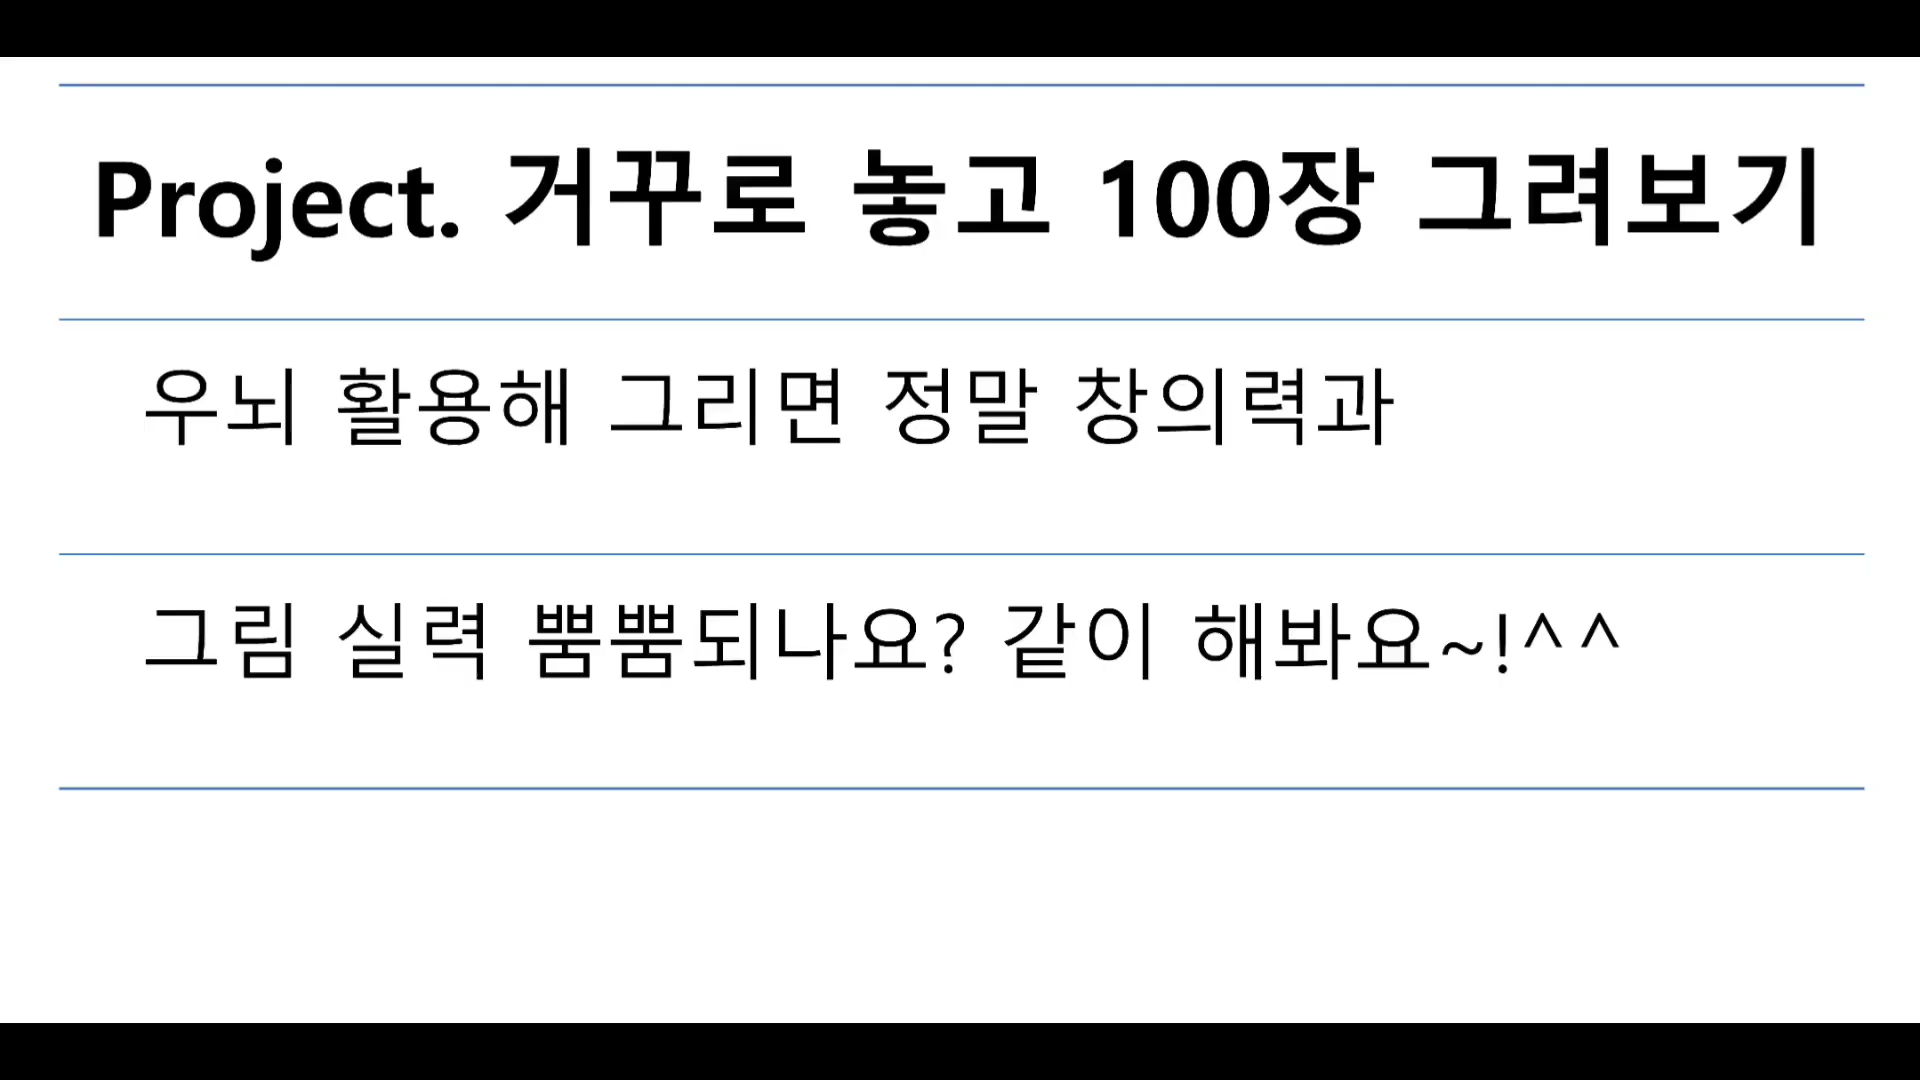 Project. 거꾸로 놓고 100장 그려보기
우뇌 활용해 그리면 정말 창의력과
그림 실력 뿜뿜되나요? 같이 해봐요~!^^